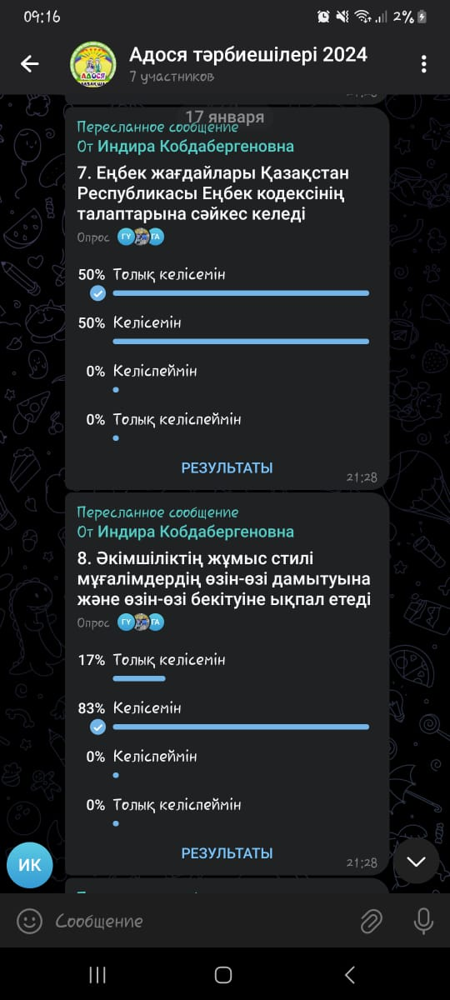 09:16
2%
Адося тәрбиешілері 2024
7 участников
17 января
Пересланное сообщение
От Индира Кобдабергеновна
7. Еңбек жағдайлары Қазақстан
Республикасы Еңбек кодексінің
талаптарына сәйкес келеді
Опрос ГҮ ГА
50% Толық келісемін
50% Келісемін
0% Келіспеймін
0% Толық келіспеймін
РЕЗУЛЬТАТЫ
21:28
Пересланное сообщение
От Индира Кобдабергеновна
8. Әкімшіліктің жұмыс стилі
мұғалімдердің өзін-өзі дамытуына
және өзін-өзі бекітуіне ықпал етеді
Опрос ГҮ ГА
17% Толық келісемін
83% Келісемін
0% Келіспеймін
0% Толық келіспеймін
РЕЗУЛЬТАТЫ
21:28
ИК
Сообщение